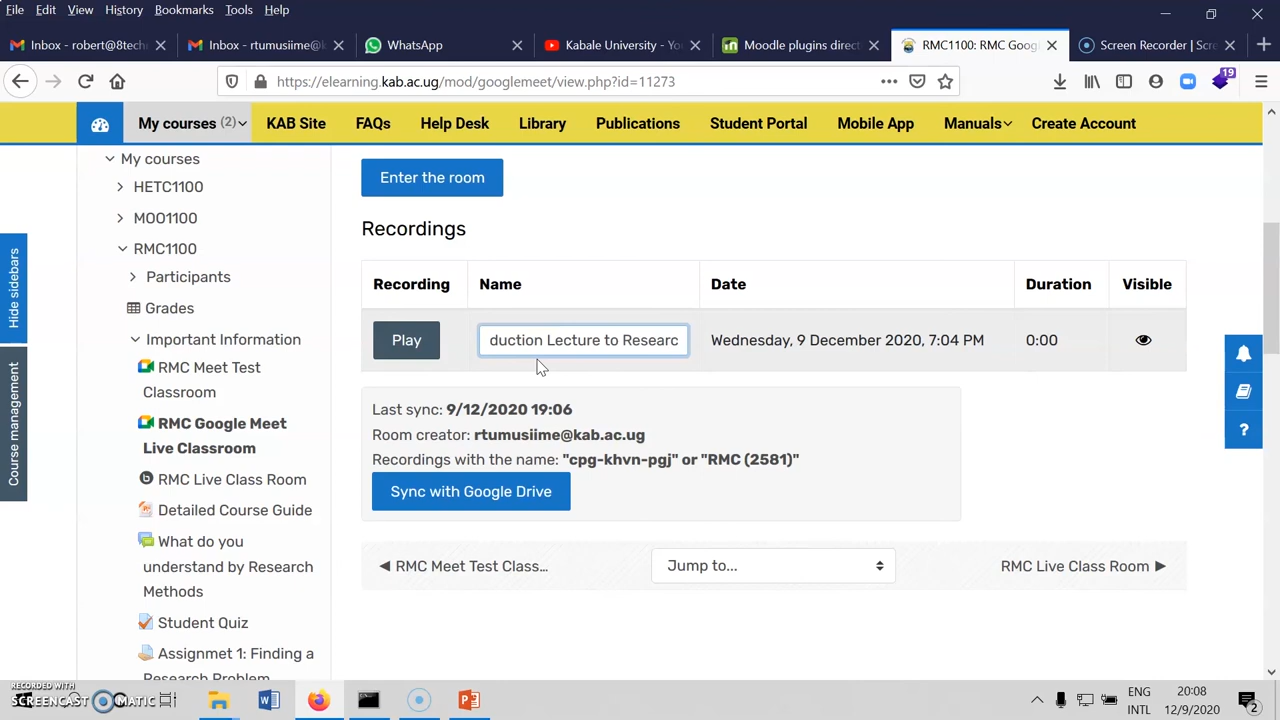 File Edit View History Bookmarks Tools Help
Inbox - robert@8tech
Inbox - rtumusiime@k
WhatsApp
Kabale University - Yo
Moodle plugins direct
RMC1100: RMC Goog
Screen Recorder | Scr
https://elearning.kab.ac.ug/mod/googlemeet/view.php?id=11273
19
My courses (2)
KAB Site
FAQs
Help Desk
Library
Publications
Student Portal
Mobile App
Manuals
Create Account
Hide sidebars
Course management
My courses
HETC1100
MOO1100
RMC1100
Participants
Grades
Important Information
RMC Meet Test
Classroom
RMC Google Meet
Live Classroom
RMC Live Class Room
Detailed Course Guide
What do you
understand by Research
Methods
Student Quiz
Assignmet 1: Finding a
Research Problem
Enter the room
Recordings
Recording Name Date Duration Visible
Play duction Lecture to Researc Wednesday, 9 December 2020, 7:04 PM 0:00
Last sync: 9/12/2020 19:06
Room creator: rtumusiime@kab.ac.ug
Recordings with the name: "cpg-khvn-pgj" or "RMC (2581)"
Sync with Google Drive
◀ RMC Meet Test Class...
Jump to...
RMC Live Class Room ▶
?
RECORDED WITH
SCREENCAST MATIC
ENG
INTL
20:08
12/9/2020
2